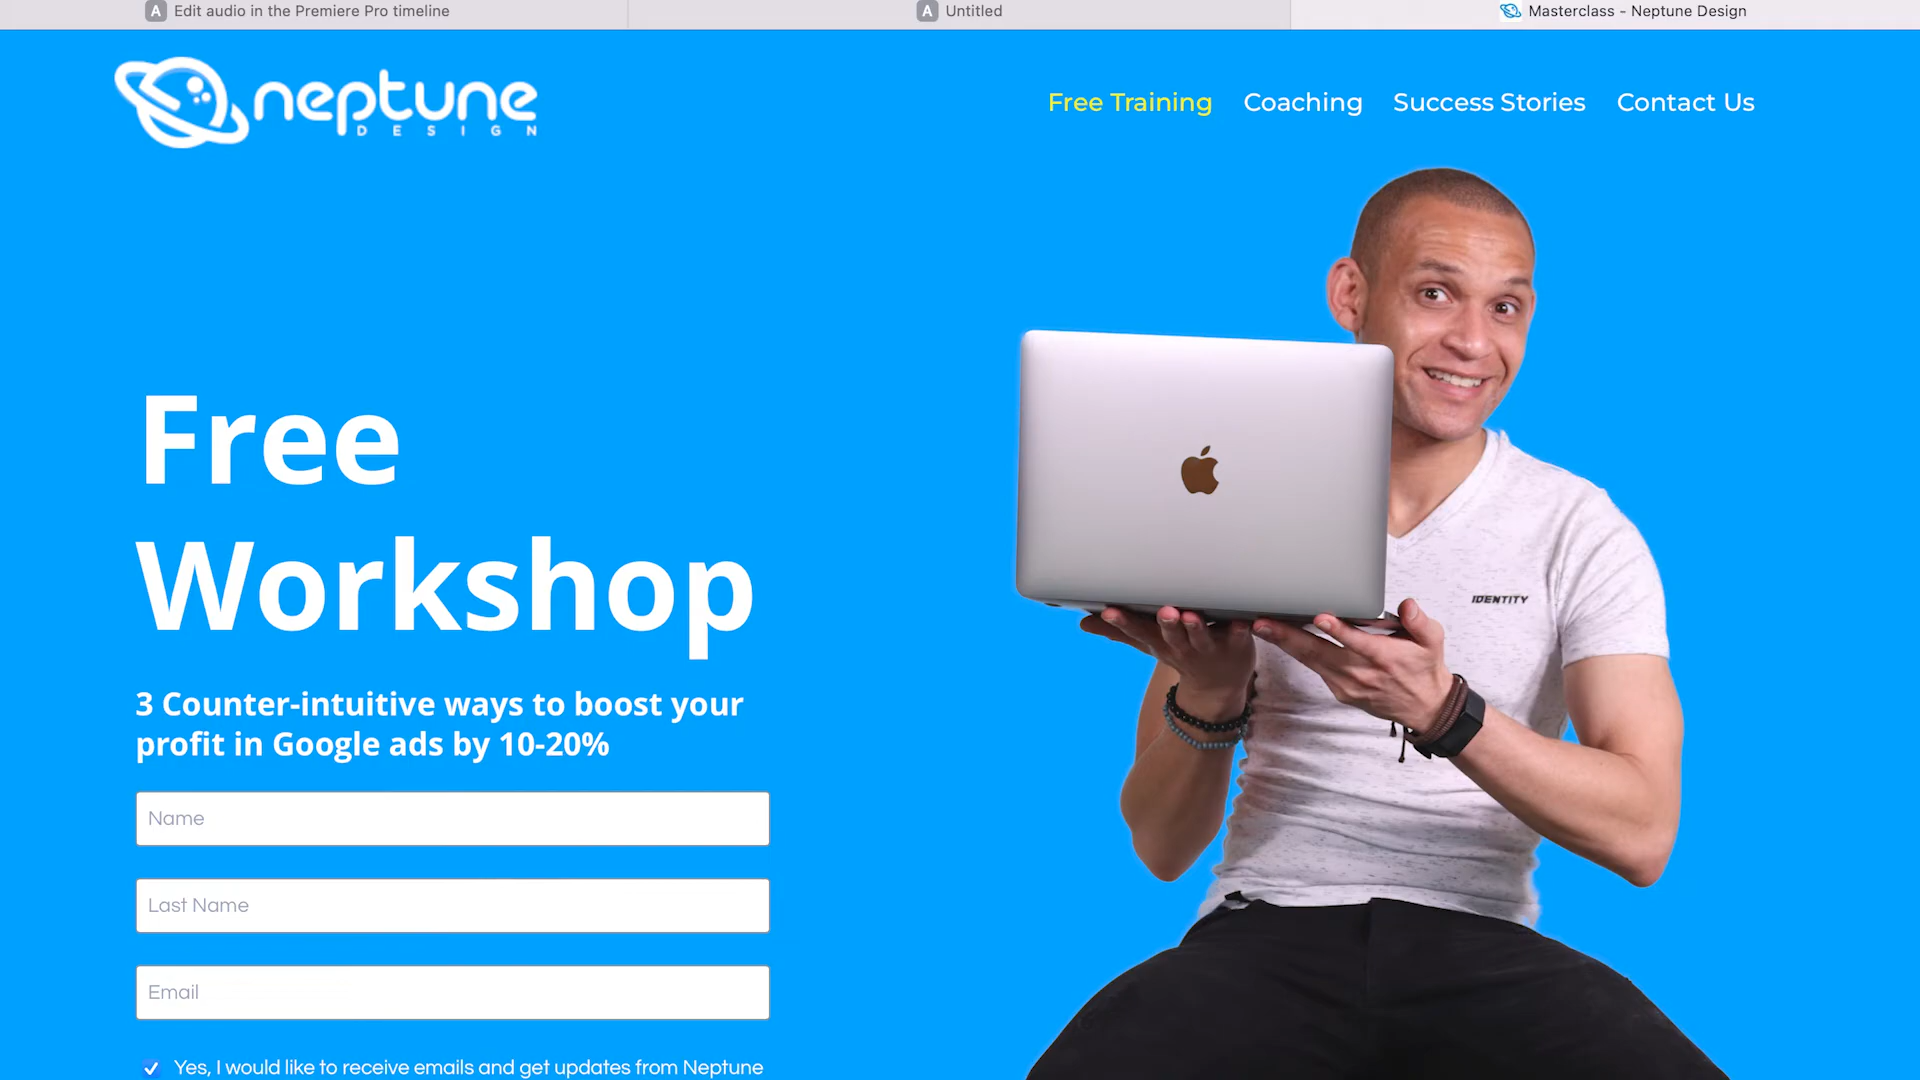 Edit audio in the Premiere Pro timeline
Untitled
Masterclass - Neptune Design
neptune
DESIGN
Free Training
Coaching
Success Stories
Contact Us
Free
Workshop
3 Counter-intuitive ways to boost your
profit in Google ads by 10-20%
Name
Last Name
Email
Yes, I would like to receive emails and get updates from Neptune
IDENTITY